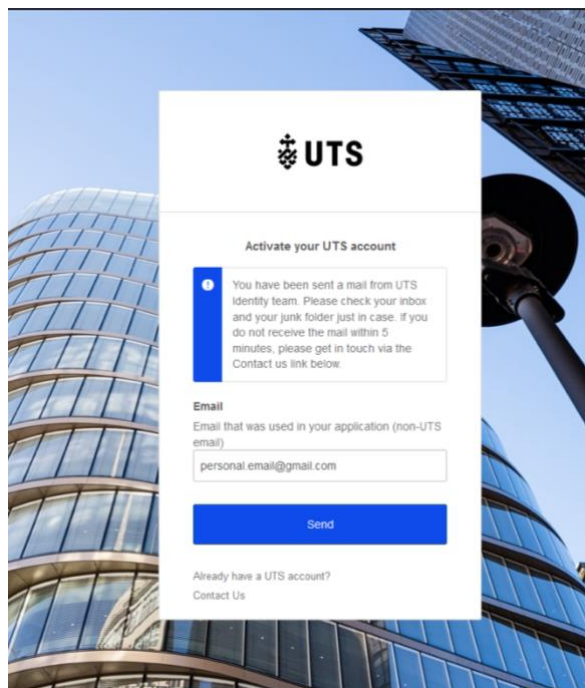 UTS
Activate your UTS account
You have been sent a mail from UTS
Identity team. Please check your inbox
and your junk folder just in case. If you
do not receive the mail within 5
minutes, please get in touch via the
Contact us link below.
Email
Email that was used in your application (non-UTS
email)
personal.email@gmail.com
Send
Already have a UTS account?
Contact Us